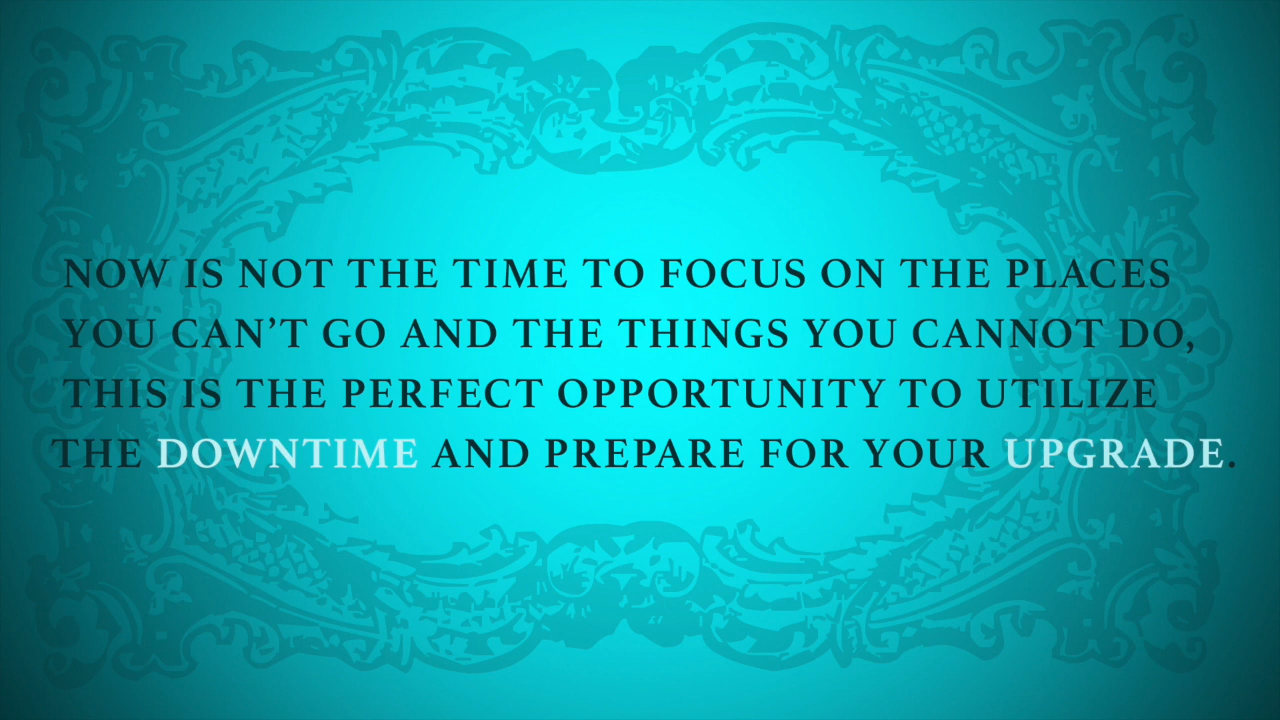 NOW IS NOT THE TIME TO FOCUS ON THE PLACES
YOU CAN’T GO AND THE THINGS YOU CANNOT DO,
THIS IS THE PERFECT OPPORTUNITY TO UTILIZE
THE DOWNTIME AND PREPARE FOR YOUR UPGRADE.